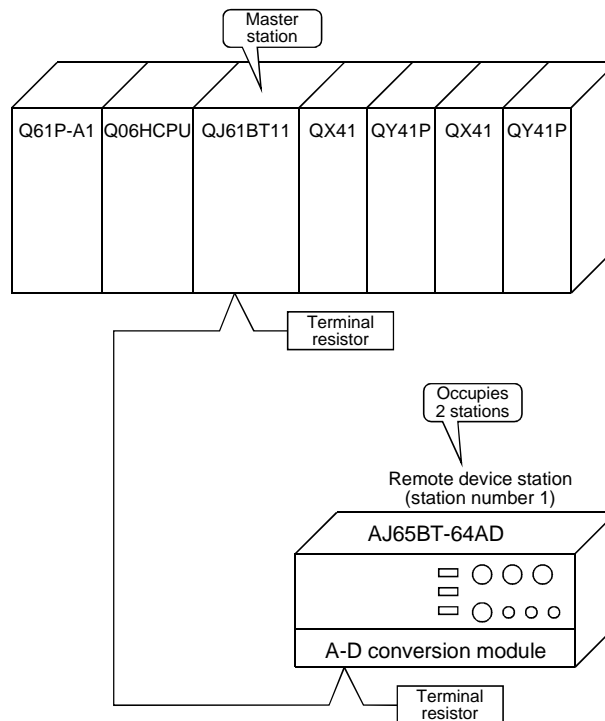 Master
station
Q61P-A1 Q06HCPU QJ61BT11 QX41 QY41P QX41 QY41P
Terminal
resistor
Occupies
2 stations
Remote device station
(station number 1)
AJ65BT-64AD
A-D conversion module
Terminal
resistor